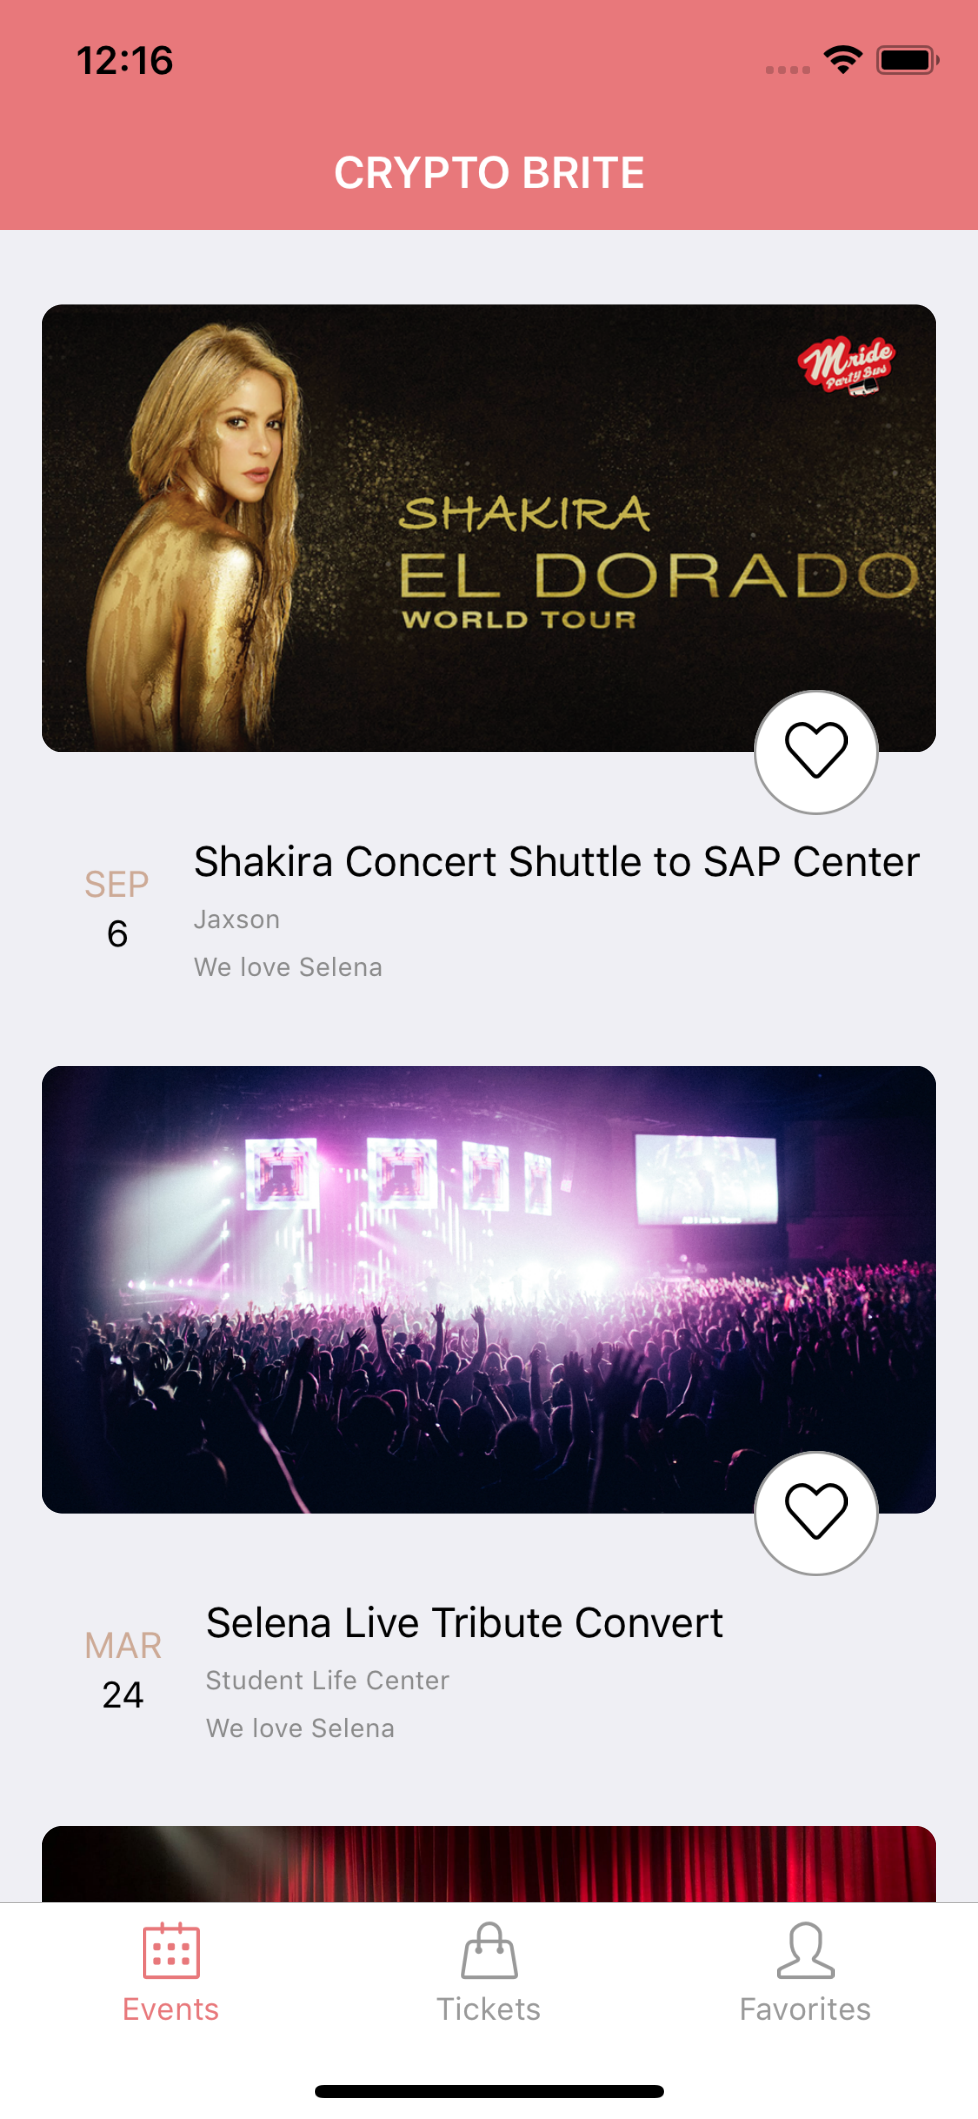 12:16
CRYPTO BRITE
Mride
Party Bus
SHAKIRA
EL DORADO
WORLD TOUR
SEP
6
Shakira Concert Shuttle to SAP Center
Jaxson
We love Selena
MAR
24
Selena Live Tribute Convert
Student Life Center
We love Selena
Events
Tickets
Favorites